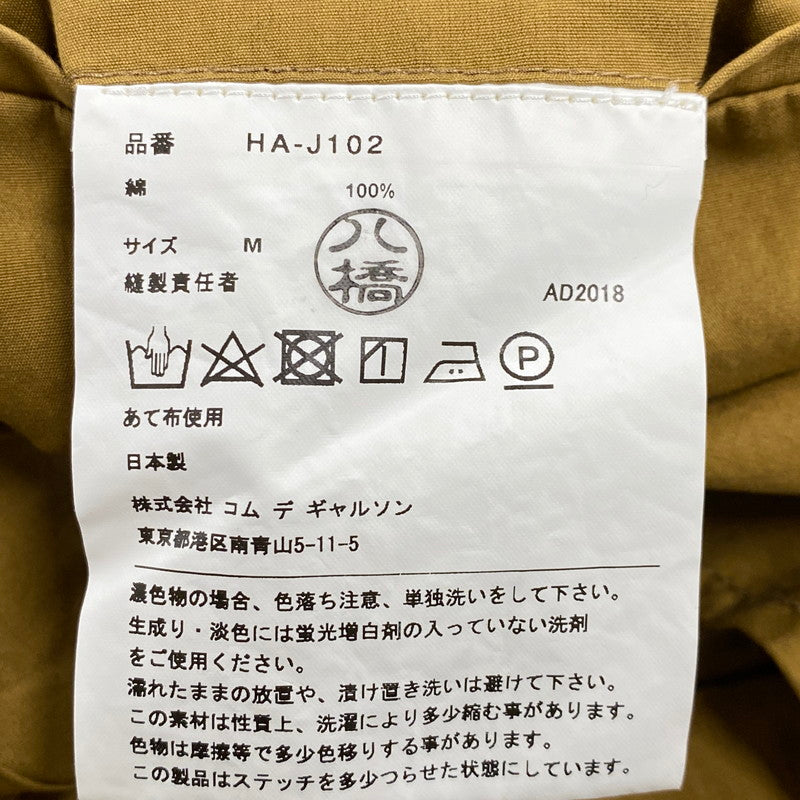 品番 HA-J102
綿 100%
サイズ M
八橋
縫製責任者
AD2018
P
あて布使用
日本製
株式会社 コム デ ギャルソン
東京都港区南青山5-11-5
濃色物の場合、色落ち注意、単独洗いをして下さい。
生成り・淡色には蛍光増白剤の入っていない洗剤
をご使用ください。
濡れたままの放置や、漬け置き洗いは避けて下さい。
この素材は性質上、洗濯により多少縮む事があります。
色物は摩擦等で多少色移りする事があります。
この製品はステッチを多少つらせた状態にしています。